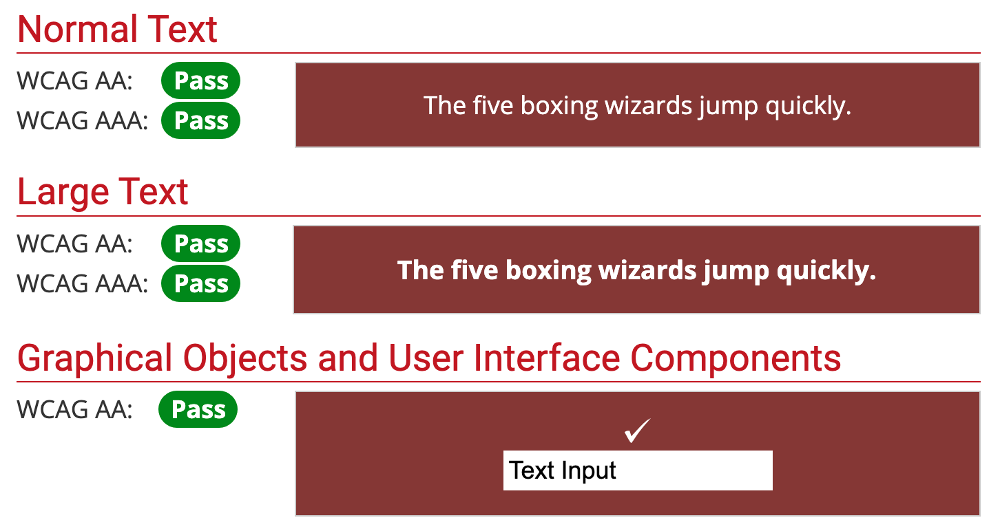 Normal Text
WCAG AA: Pass
WCAG AAA: Pass
The five boxing wizards jump quickly.
Large Text
WCAG AA: Pass
WCAG AAA: Pass
The five boxing wizards jump quickly.
Graphical Objects and User Interface Components
WCAG AA: Pass
✓
Text Input